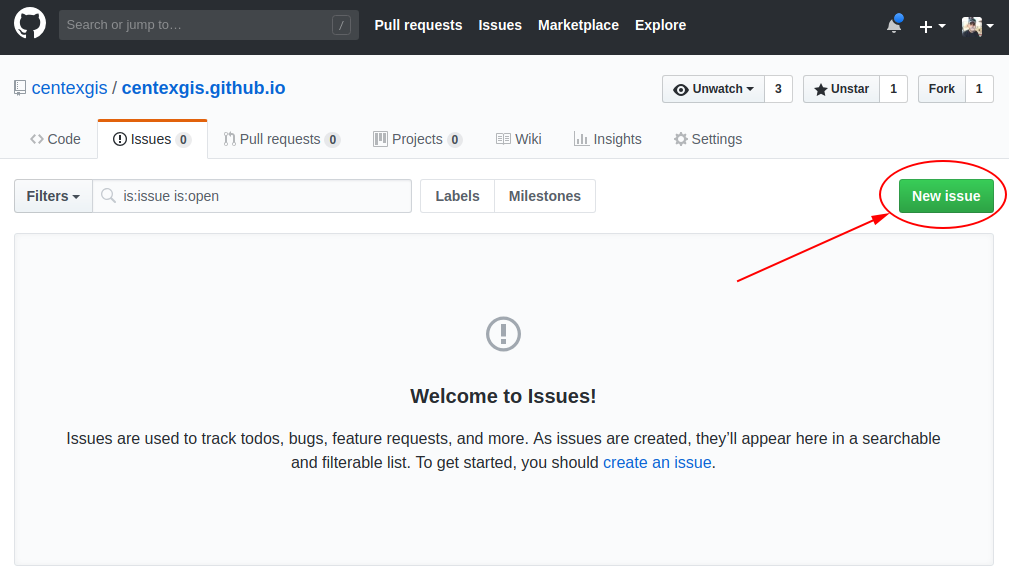 Search or jump to… / Pull requests Issues Marketplace Explore
centexgis / centexgis.github.io Unwatch 3 Unstar 1 Fork 1
Code Issues 0 Pull requests 0 Projects 0 Wiki Insights Settings
Filters is:issue is:open Labels Milestones New issue
Welcome to Issues!
Issues are used to track todos, bugs, feature requests, and more. As issues are created, they’ll appear here in a searchable
and filterable list. To get started, you should create an issue.